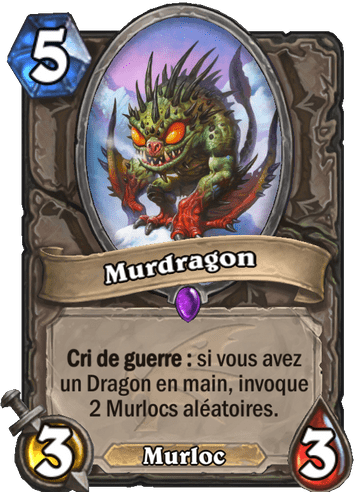 5
Murdragon
Cri de guerre : si vous avez
un Dragon en main, invoque
2 Murlocs aléatoires.
3
Murloc
3